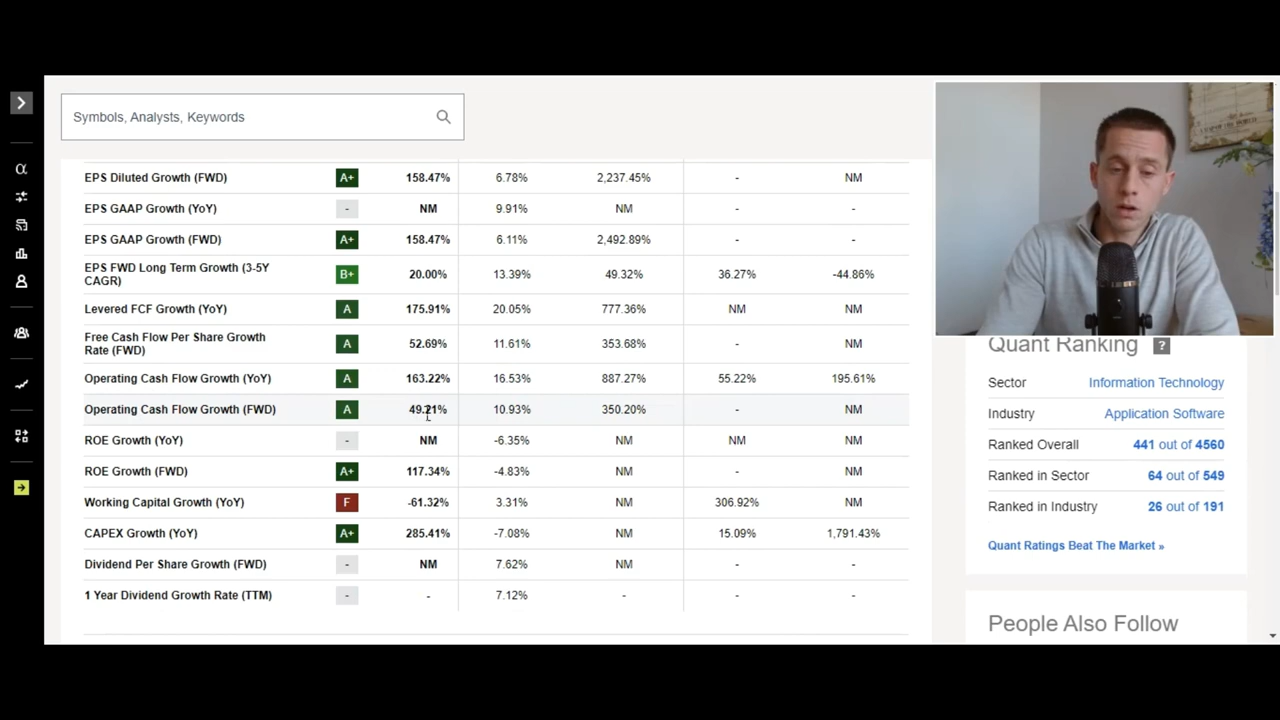 Symbols, Analysts, Keywords
EPS Diluted Growth (FWD) A+ 158.47% 6.78% 2,237.45% - NM
EPS GAAP Growth (YoY) - NM 9.91% NM - -
EPS GAAP Growth (FWD) A+ 158.47% 6.11% 2,492.89% - -
EPS FWD Long Term Growth (3-5Y
CAGR) B+ 20.00% 13.39% 49.32% 36.27% -44.86%
Levered FCF Growth (YoY) A 175.91% 20.05% 777.36% NM NM
Free Cash Flow Per Share Growth
Rate (FWD) A 52.69% 11.61% 353.68% - NM
Operating Cash Flow Growth (YoY) A 163.22% 16.53% 887.27% 55.22% 195.61%
Operating Cash Flow Growth (FWD) A 49.21% 10.93% 350.20% - NM
ROE Growth (YoY) - NM -6.35% NM NM NM
ROE Growth (FWD) A+ 117.34% -4.83% NM - NM
Working Capital Growth (YoY) F -61.32% 3.31% NM 306.92% NM
CAPEX Growth (YoY) A+ 285.41% -7.08% NM 15.09% 1,791.43%
Dividend Per Share Growth (FWD) - NM 7.62% NM - -
1 Year Dividend Growth Rate (TTM) - - 7.12% - - -
Quant Ranking ?
Sector Information Technology
Industry Application Software
Ranked Overall 441 out of 4560
Ranked in Sector 64 out of 549
Ranked in Industry 26 out of 191
Quant Ratings Beat The Market »
People Also Follow